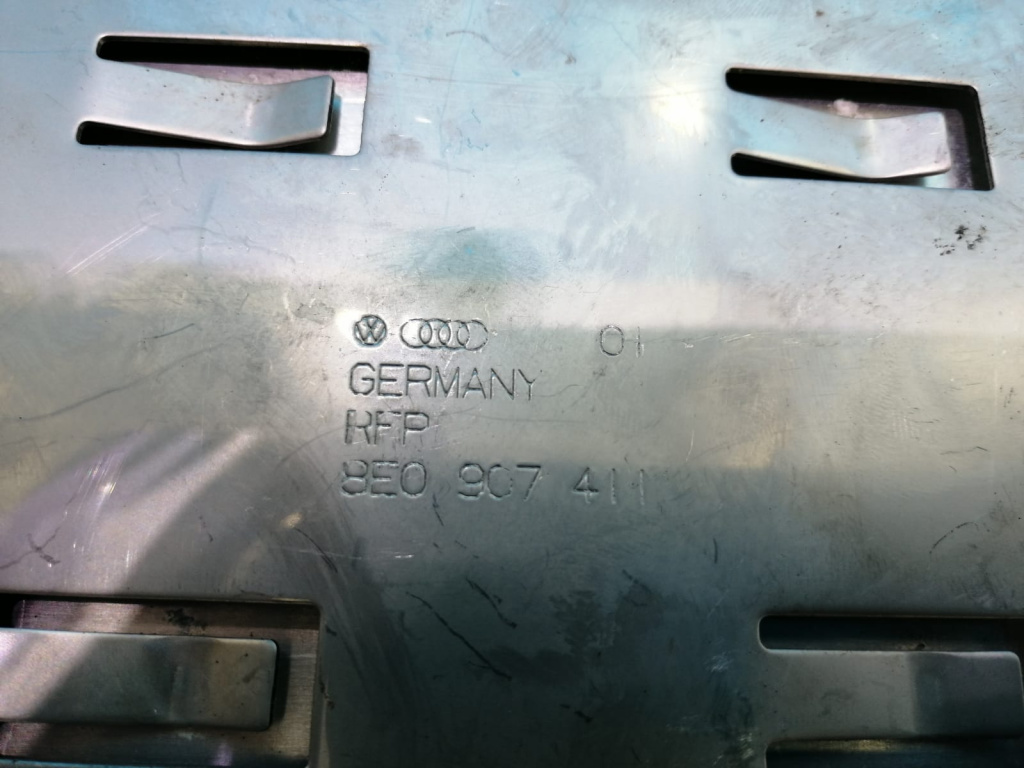 01
GERMANY
RFP
8E0 907 411